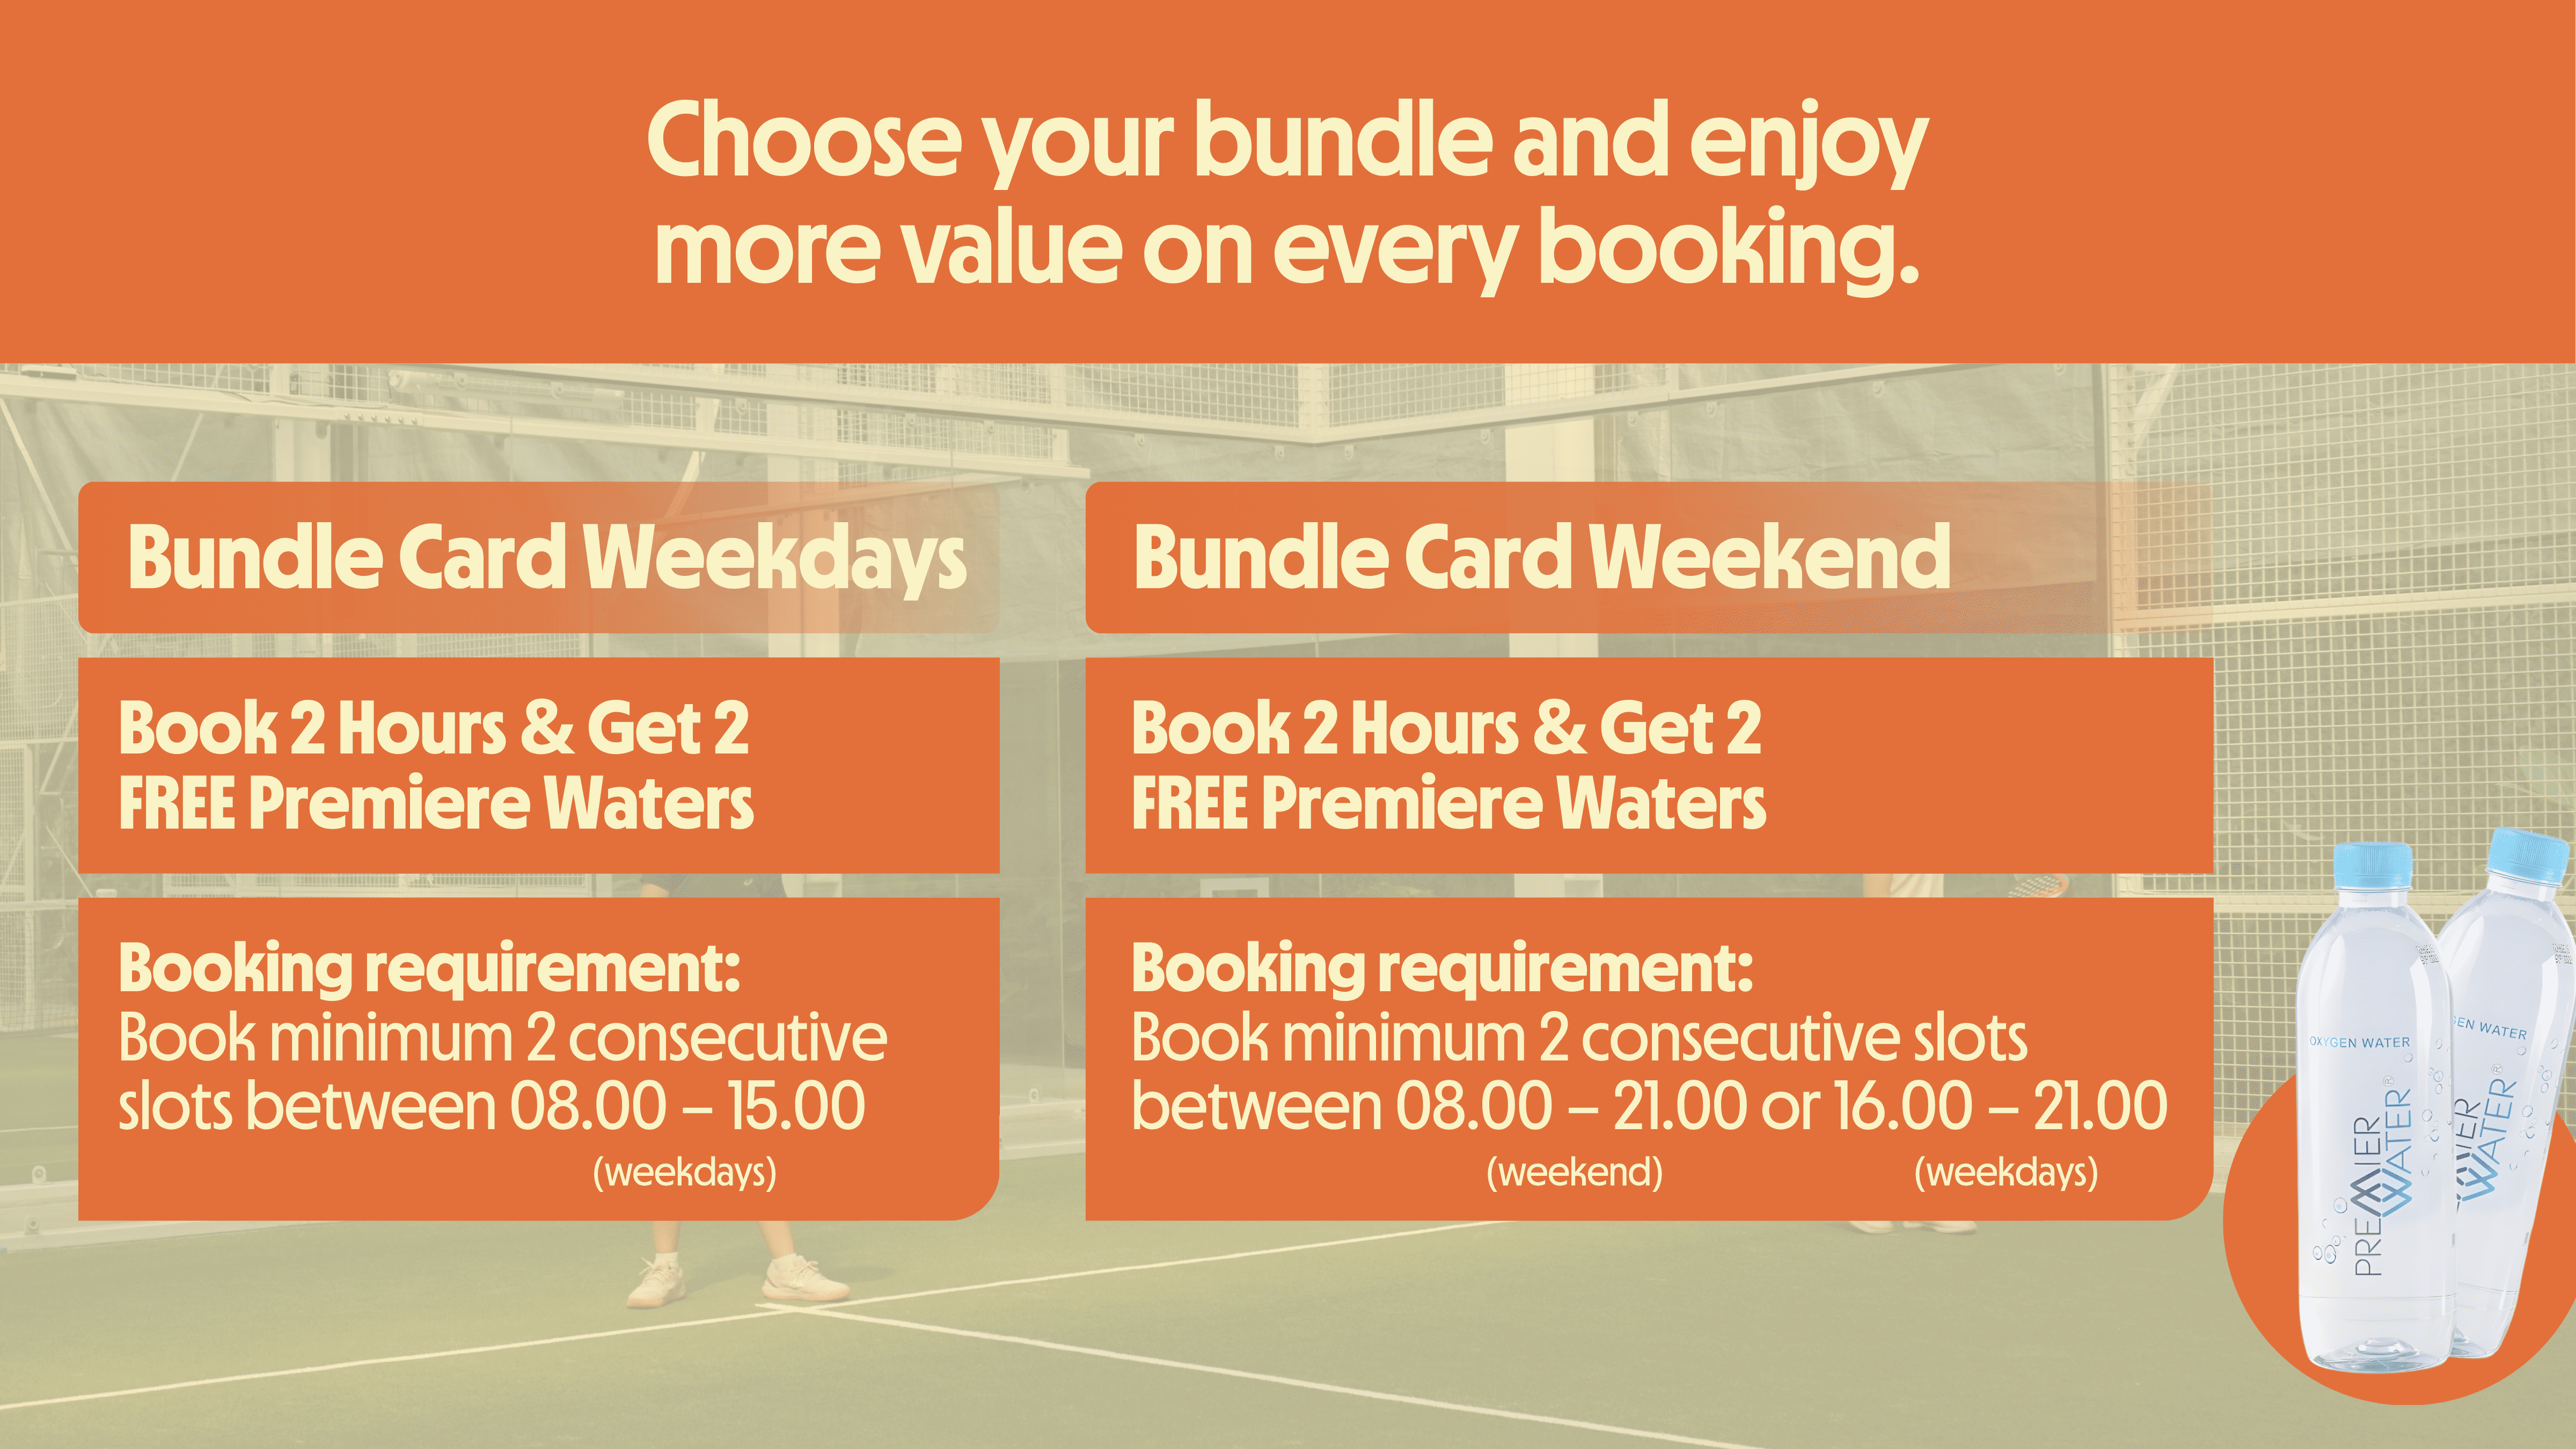 Choose your bundle and enjoy
more value on every booking.
Bundle Card Weekdays
Book 2 Hours & Get 2
FREE Premiere Waters
Booking requirement:
Book minimum 2 consecutive
slots between 08.00 – 15.00
(weekdays)
Bundle Card Weekend
Book 2 Hours & Get 2
FREE Premiere Waters
Booking requirement:
Book minimum 2 consecutive slots
between 08.00 – 21.00 or 16.00 – 21.00
(weekend) (weekdays)
OXYGEN WATER
PREMIER
WATER®
GEN WATER
WATER®